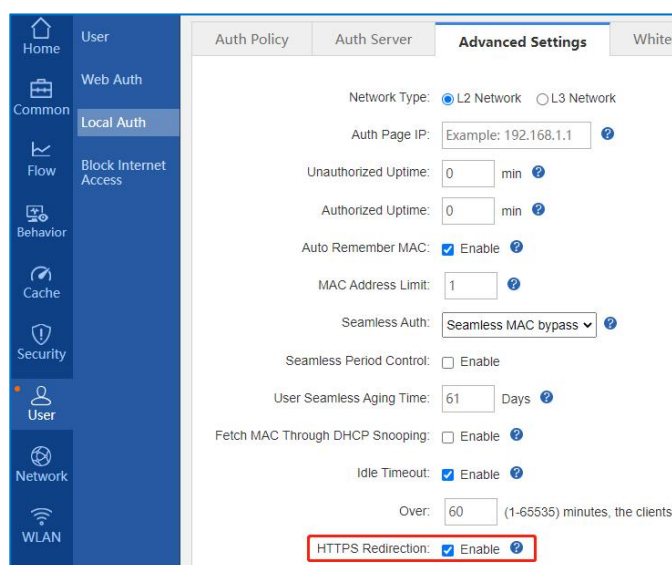 Home
Common
Flow
Behavior
Cache
Security
User
Network
WLAN
User
Web Auth
Local Auth
Block Internet
Access
Auth Policy
Auth Server
Advanced Settings
White
Network Type: L2 Network L3 Network
Auth Page IP: Example: 192.168.1.1
Unauthorized Uptime: 0 min
Authorized Uptime: 0 min
Auto Remember MAC: Enable
MAC Address Limit: 1
Seamless Auth: Seamless MAC bypass
Seamless Period Control: Enable
User Seamless Aging Time: 61 Days
Fetch MAC Through DHCP Snooping: Enable
Idle Timeout: Enable
Over: 60 (1-65535) minutes, the clients
HTTPS Redirection: Enable